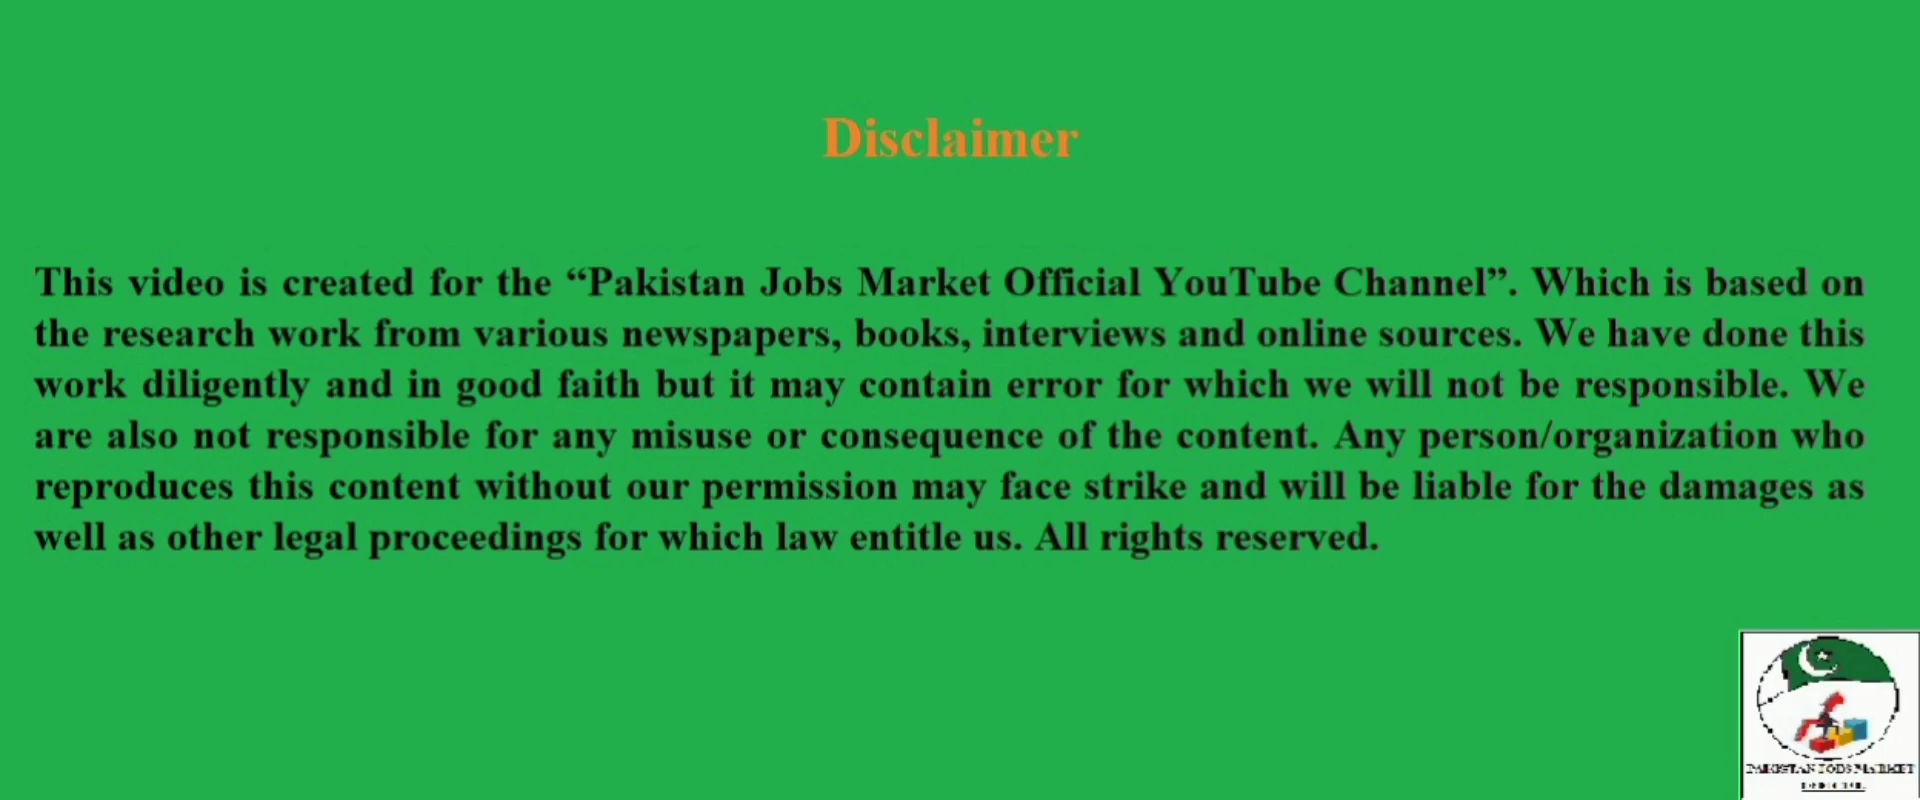 Disclaimer
This video is created for the “Pakistan Jobs Market Official YouTube Channel”. Which is based on
the research work from various newspapers, books, interviews and online sources. We have done this
work diligently and in good faith but it may contain error for which we will not be responsible. We
are also not responsible for any misuse or consequence of the content. Any person/organization who
reproduces this content without our permission may face strike and will be liable for the damages as
well as other legal proceedings for which law entitle us. All rights reserved.
PAKISTAN JOBS MARKET